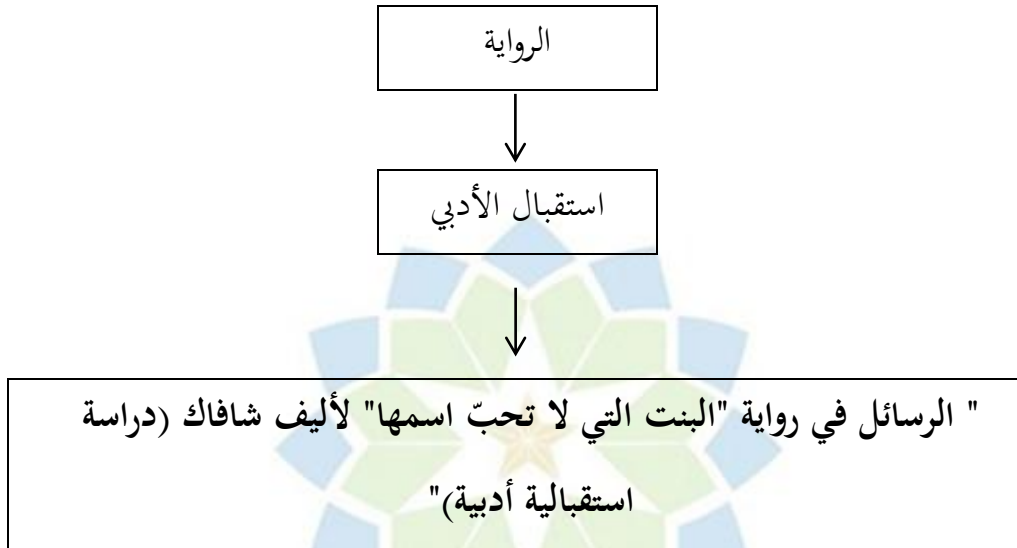 الرواية
استقبال الأدبي
" الرسائل في رواية "البنت التي لا تحبّ اسمها" لأليف شافاك (دراسة
استقبالية أدبية)"